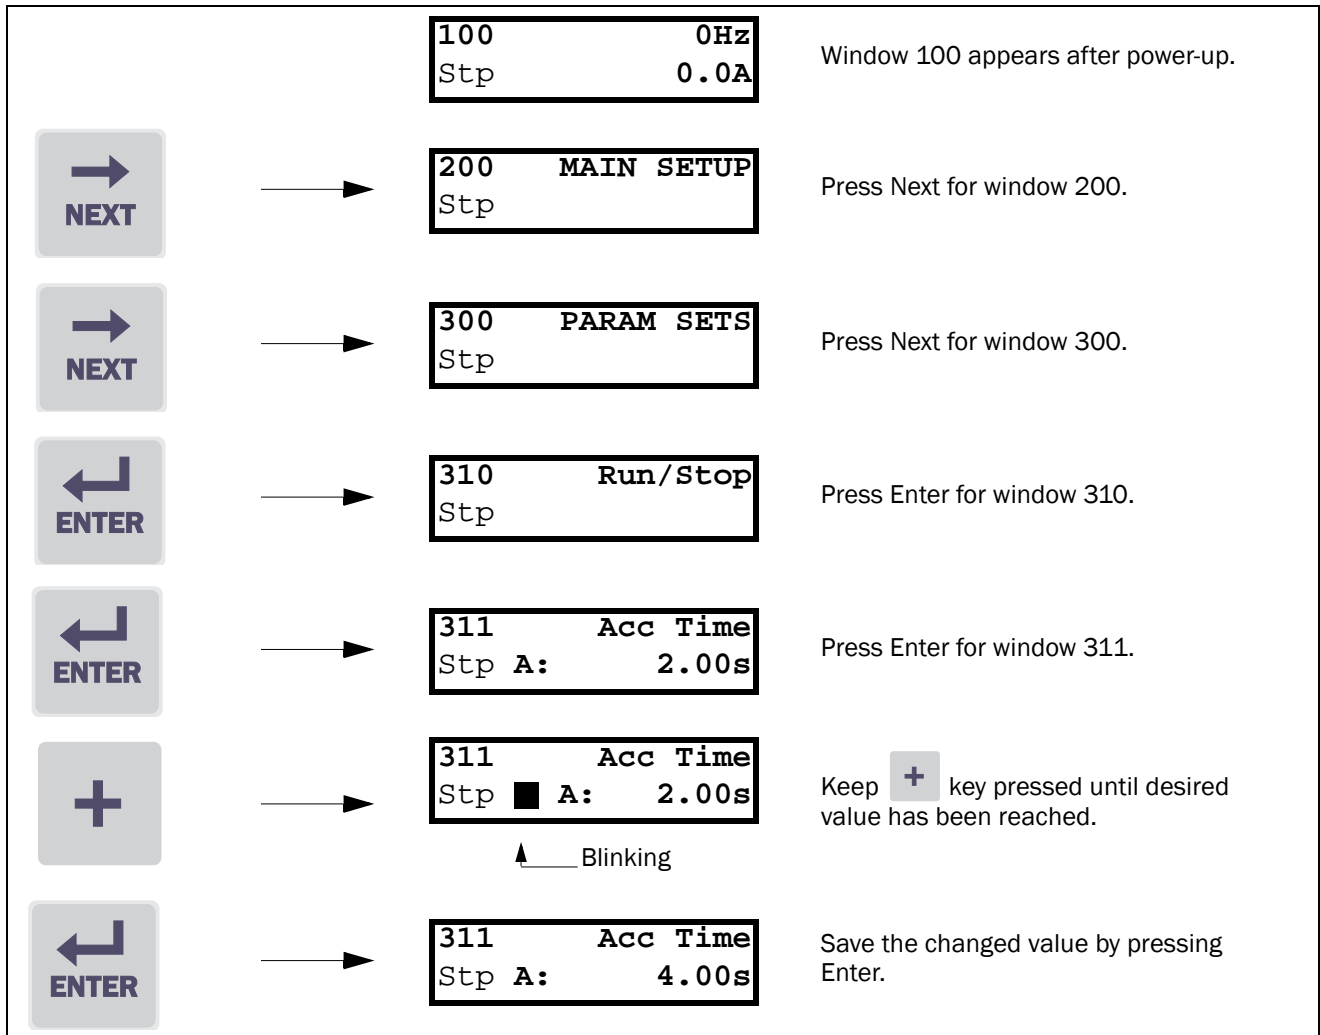 100 0Hz
Stp 0.0A
Window 100 appears after power-up.
NEXT
200 MAIN SETUP
Stp
Press Next for window 200.
NEXT
300 PARAM SETS
Stp
Press Next for window 300.
ENTER
310 Run/Stop
Stp
Press Enter for window 310.
ENTER
311 Acc Time
Stp A: 2.00s
Press Enter for window 311.
+
311 Acc Time
Stp A: 2.00s
Blinking
Keep + key pressed until desired
value has been reached.
ENTER
311 Acc Time
Stp A: 4.00s
Save the changed value by pressing
Enter.